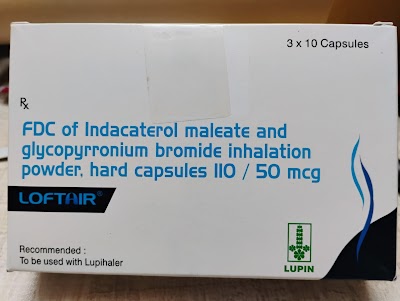 3 x 10 Capsules
Rx
FDC of Indacaterol maleate and
glycopyrronium bromide inhalation
powder, hard capsules 110 / 50 mcg
LOFTAIR®
Recommended :
To be used with Lupihaler
LUPIN